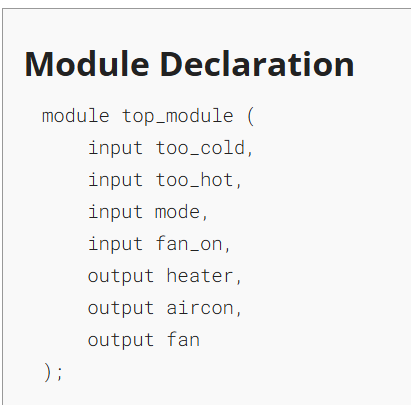 Module Declaration
module top_module (
    input too_cold,
    input too_hot,
    input mode,
    input fan_on,
    output heater,
    output aircon,
    output fan
);